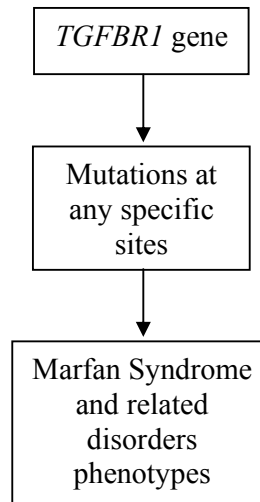 TGFBR1 gene
Mutations at
any specific
sites
Marfan Syndrome
and related
disorders
phenotypes